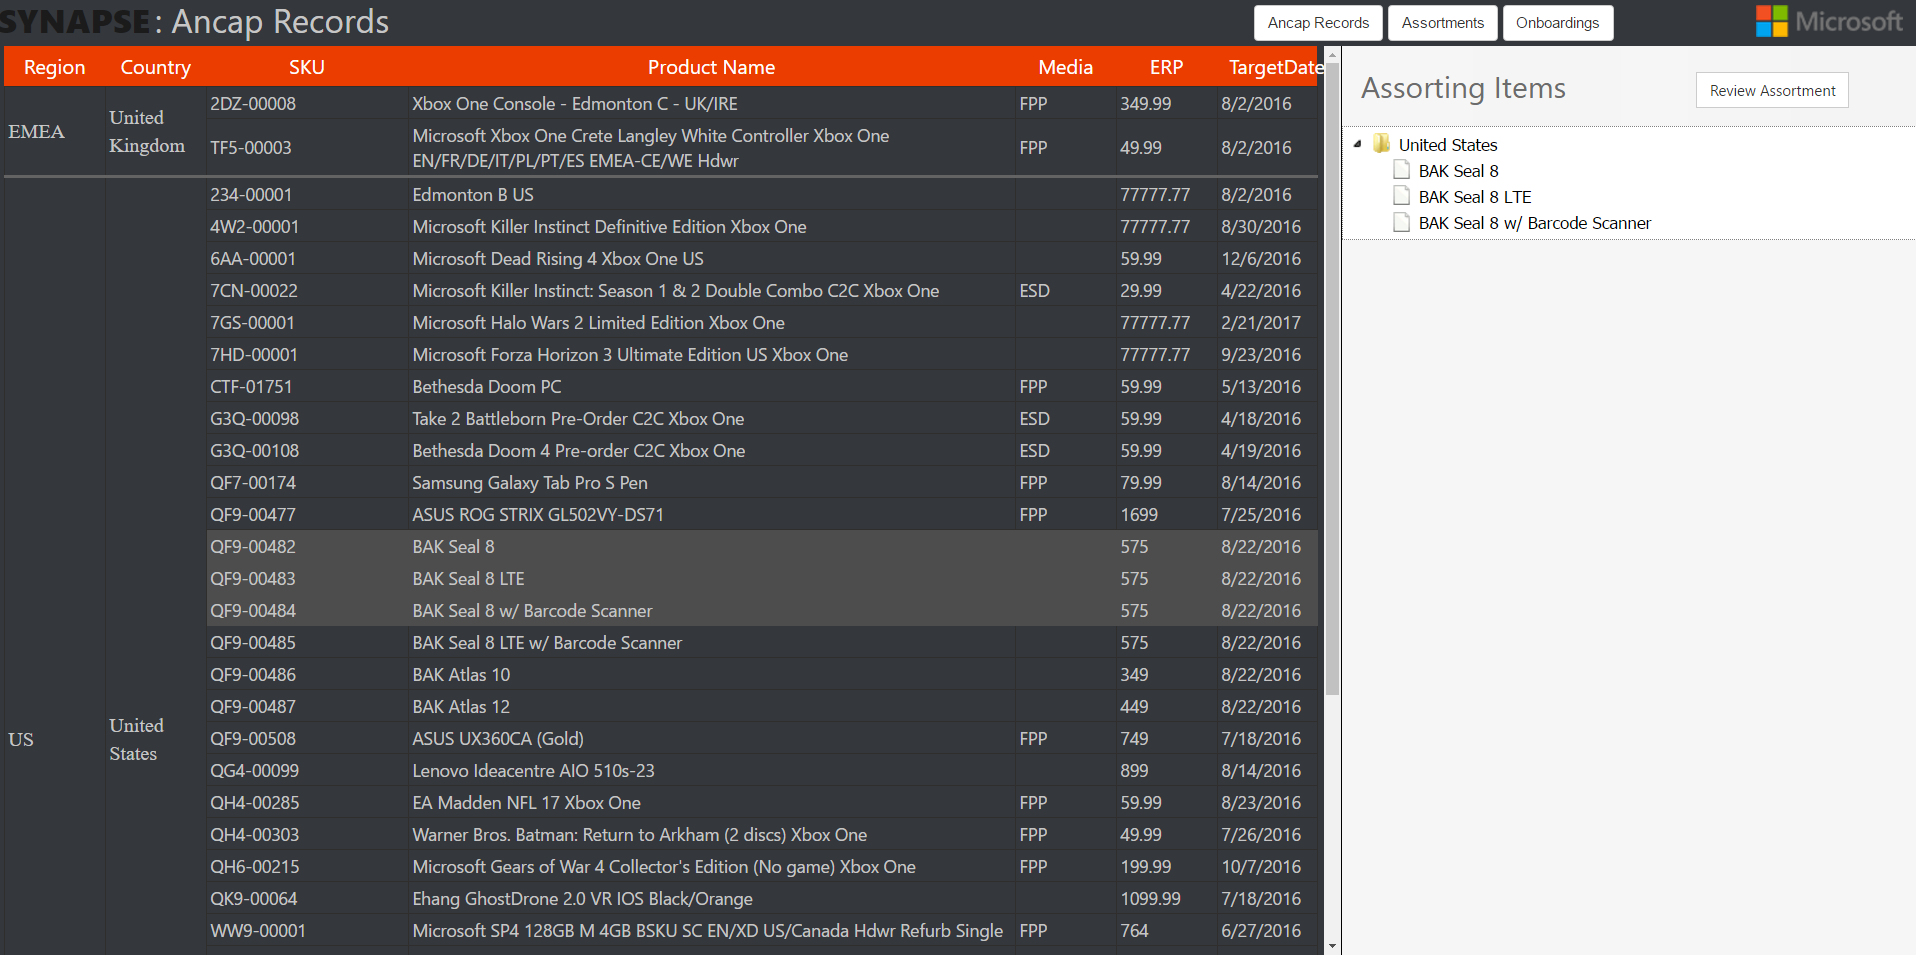 SYNAPSE : Ancap Records
Ancap Records Assortments Onboardings
Microsoft
Region Country SKU Product Name Media ERP TargetDate
EMEA United Kingdom
2DZ-00008 Xbox One Console - Edmonton C - UK/IRE FPP 349.99 8/2/2016
TF5-00003 Microsoft Xbox One Crete Langley White Controller Xbox One
EN/FR/DE/IT/PL/PT/ES EMEA-CE/WE Hdwr FPP 49.99 8/2/2016
US United States
234-00001 Edmonton B US 77777.77 8/2/2016
4W2-00001 Microsoft Killer Instinct Definitive Edition Xbox One 77777.77 8/30/2016
6AA-00001 Microsoft Dead Rising 4 Xbox One US 59.99 12/6/2016
7CN-00022 Microsoft Killer Instinct: Season 1 & 2 Double Combo C2C Xbox One ESD 29.99 4/22/2016
7GS-00001 Microsoft Halo Wars 2 Limited Edition Xbox One 77777.77 2/21/2017
7HD-00001 Microsoft Forza Horizon 3 Ultimate Edition US Xbox One 77777.77 9/23/2016
CTF-01751 Bethesda Doom PC FPP 59.99 5/13/2016
G3Q-00098 Take 2 Battleborn Pre-Order C2C Xbox One ESD 59.99 4/18/2016
G3Q-00108 Bethesda Doom 4 Pre-order C2C Xbox One ESD 59.99 4/19/2016
QF7-00174 Samsung Galaxy Tab Pro S Pen FPP 79.99 8/14/2016
QF9-00477 ASUS ROG STRIX GL502VY-DS71 FPP 1699 7/25/2016
QF9-00482 BAK Seal 8 575 8/22/2016
QF9-00483 BAK Seal 8 LTE 575 8/22/2016
QF9-00484 BAK Seal 8 w/ Barcode Scanner 575 8/22/2016
QF9-00485 BAK Seal 8 LTE w/ Barcode Scanner 575 8/22/2016
QF9-00486 BAK Atlas 10 349 8/22/2016
QF9-00487 BAK Atlas 12 449 8/22/2016
QF9-00508 ASUS UX360CA (Gold) FPP 749 7/18/2016
QG4-00099 Lenovo Ideacentre AIO 510s-23 899 8/14/2016
QH4-00285 EA Madden NFL 17 Xbox One FPP 59.99 8/23/2016
QH4-00303 Warner Bros. Batman: Return to Arkham (2 discs) Xbox One FPP 49.99 7/26/2016
QH6-00215 Microsoft Gears of War 4 Collector's Edition (No game) Xbox One FPP 199.99 10/7/2016
QK9-00064 Ehang GhostDrone 2.0 VR IOS Black/Orange 1099.99 7/18/2016
WW9-00001 Microsoft SP4 128GB M 4GB BSKU SC EN/XD US/Canada Hdwr Refurb Single FPP 764 6/27/2016
Assorting Items
Review Assortment
United States
BAK Seal 8
BAK Seal 8 LTE
BAK Seal 8 w/ Barcode Scanner